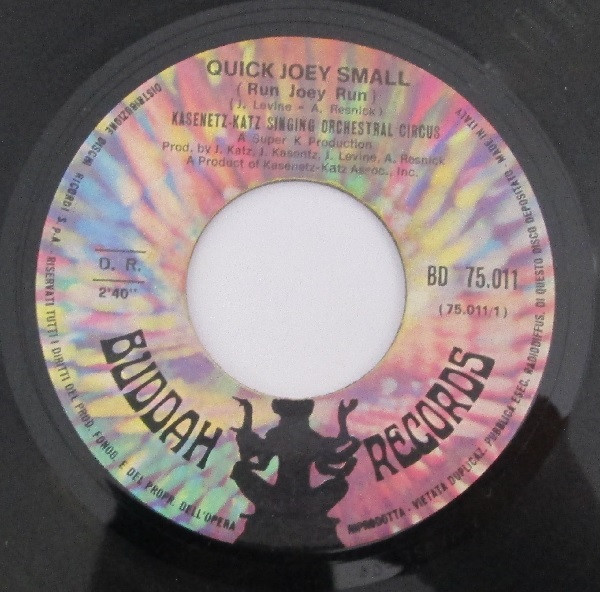 QUICK JOEY SMALL
(Run Joey Run)
(J. Levine - A. Resnick)
KASENETZ-KATZ SINGING ORCHESTRAL CIRCUS
A Super K Production
Prod. by J. Katz, J. Kasentz, J. Levine, A. Resnick
A Product of Kasenetz-Katz Assoc., Inc.
D. R.
2'40"
BD 75.011
(75.011/1)
BUDDAH RECORDS
DISTRIBUZIONE DISCHI RICORDI S.P.A. - RISERVATI TUTTI I DIRITTI DEL PROD. FONOG. E DEL PROPR. DELL'OPERA
RIPRODOTTA - VIETATA DUPLICAZ. PUBBLICA ESEC. RADIODIFFUS. DI QUESTO DISCO DEPOSITATO - MADE IN ITALY